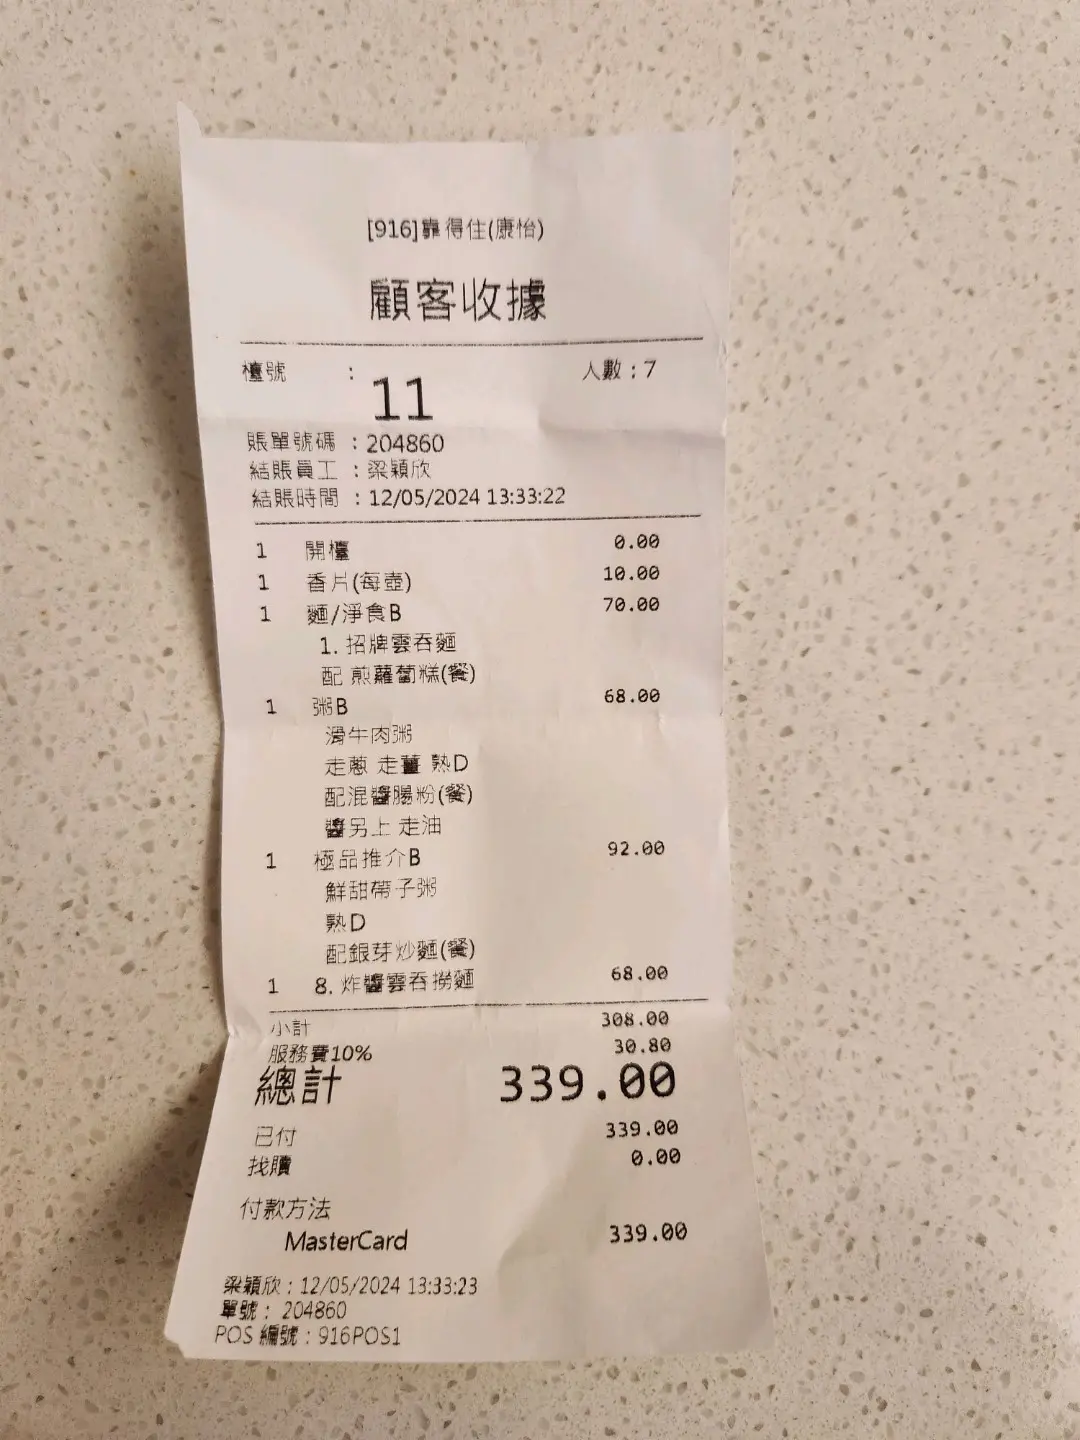 [916]靠得住(康怡)
顧客收據
檯號 : 11 人數：7
賬單號碼 : 204860
結賬員工 : 梁穎欣
結賬時間 : 12/05/2024 13:33:22
1 開檯 0.00
1 香片(每壺) 10.00
1 麵/淨食B 70.00
1. 招牌雲吞麵
配 煎蘿蔔糕(餐)
1 粥B 68.00
滑牛肉粥
走蔥 走薑 熟D
配混醬腸粉(餐)
醬另上 走油
1 極品推介B 92.00
鮮甜帶子粥
熟D
配銀芽炒麵(餐)
1 8. 炸醬雲吞撈麵 68.00
小計 308.00
服務費10% 30.80
總計 339.00
已付 339.00
找贖 0.00
付款方法
MasterCard 339.00
梁穎欣 : 12/05/2024 13:33:23
單號 : 204860
POS 編號 : 916POS1